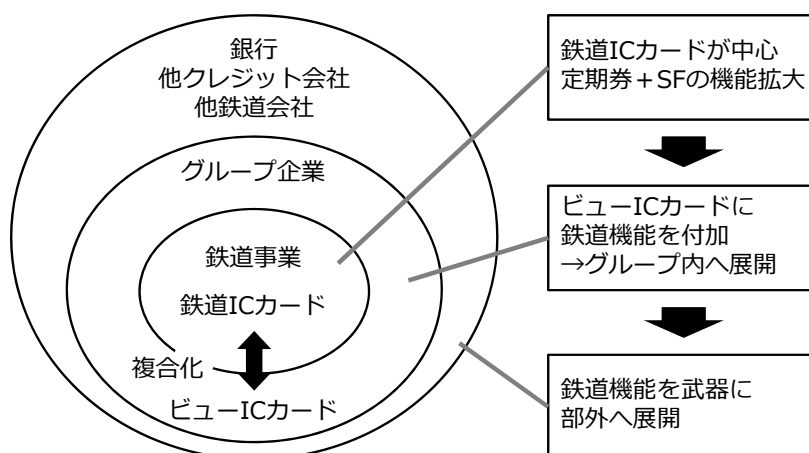 銀行
他クレジット会社
他鉄道会社
グループ企業
鉄道事業
鉄道ICカード
複合化
ビューICカード
鉄道ICカードが中心
定期券＋SFの機能拡大
ビューICカードに
鉄道機能を付加
→グループ内へ展開
鉄道機能を武器に
部外へ展開